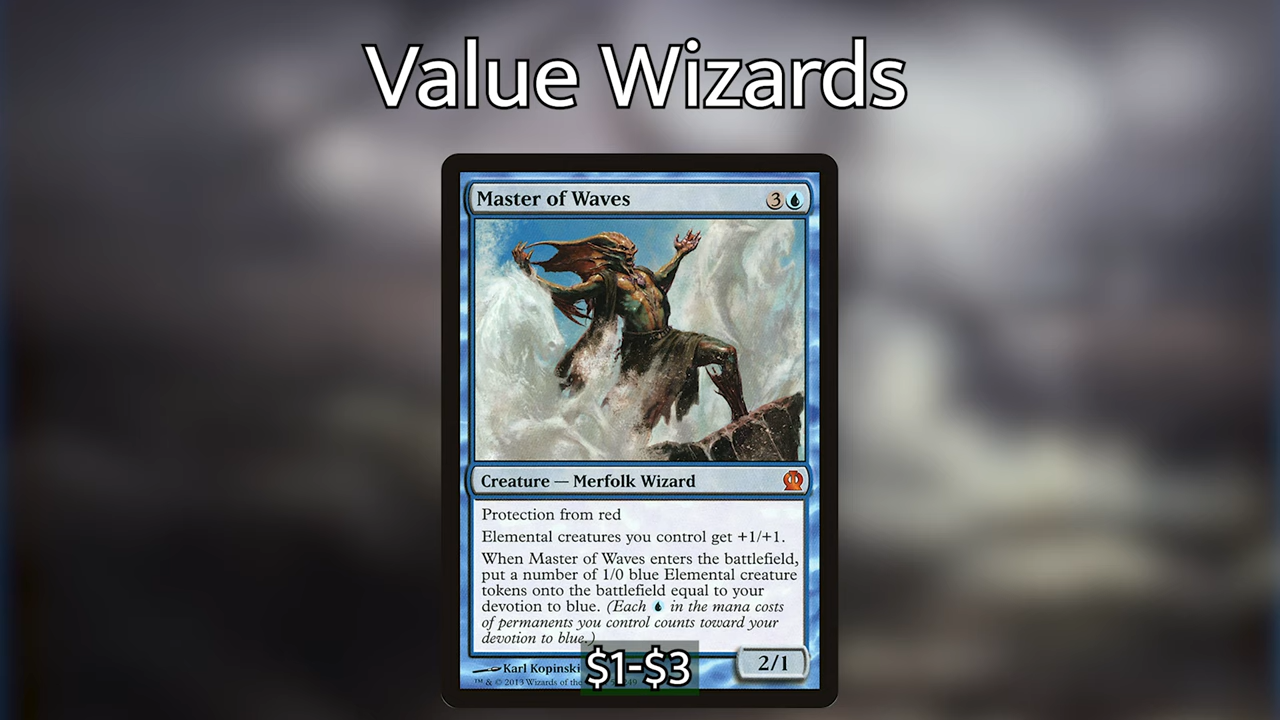 Value Wizards
Master of Waves 3
Creature — Merfolk Wizard
Protection from red
Elemental creatures you control get +1/+1.
When Master of Waves enters the battlefield,
put a number of 1/0 blue Elemental creature
tokens onto the battlefield equal to your
devotion to blue. (Each in the mana costs
of permanents you control counts toward your
devotion to blue.)
2/1
Karl Kopinski
$1-$3
™ & © 2013 Wizards of the